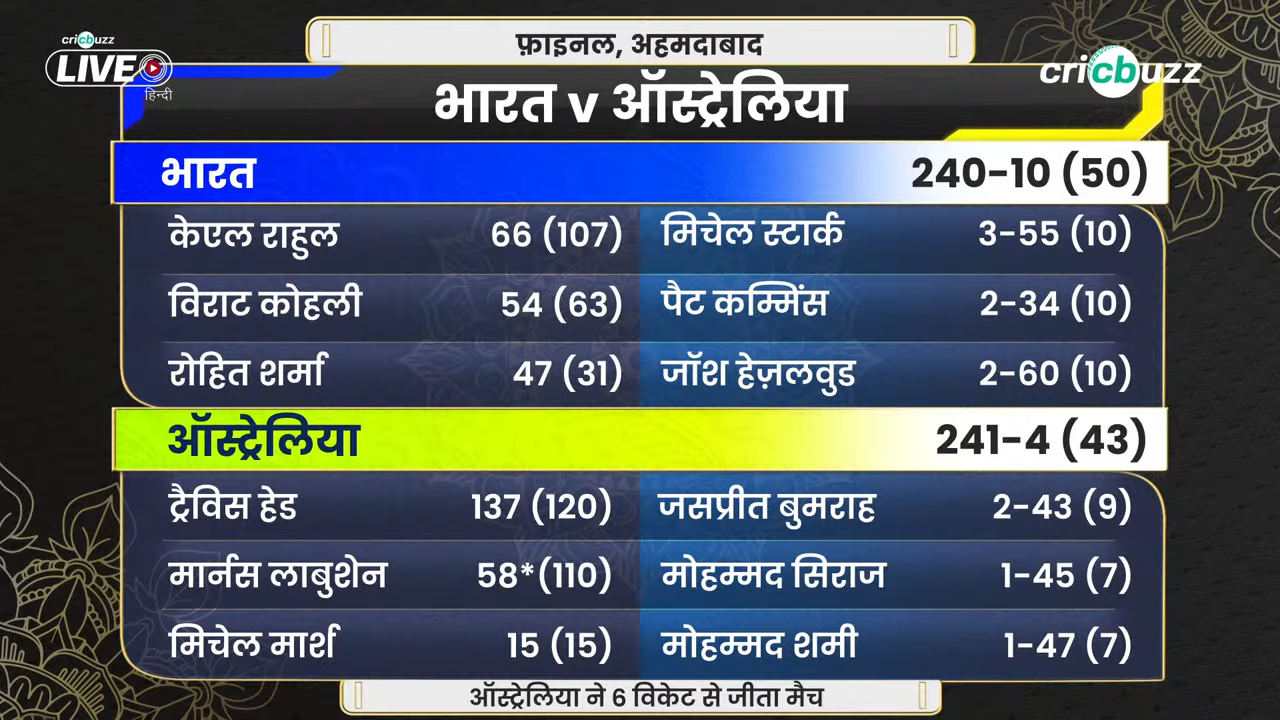 फ़ाइनल, अहमदाबाद
cricbuzz
LIVE
हिन्दी
cricbuzz
भारत v ऑस्ट्रेलिया
भारत 240-10 (50)
केएल राहुल 66 (107) मिचेल स्टार्क 3-55 (10)
विराट कोहली 54 (63) पैट कम्मिंस 2-34 (10)
रोहित शर्मा 47 (31) जॉश हेज़लवुड 2-60 (10)
ऑस्ट्रेलिया 241-4 (43)
ट्रैविस हेड 137 (120) जसप्रीत बुमराह 2-43 (9)
मार्नस लाबुशेन 58*(110) मोहम्मद सिराज 1-45 (7)
मिचेल मार्श 15 (15) मोहम्मद शमी 1-47 (7)
ऑस्ट्रेलिया ने 6 विकेट से जीता मैच